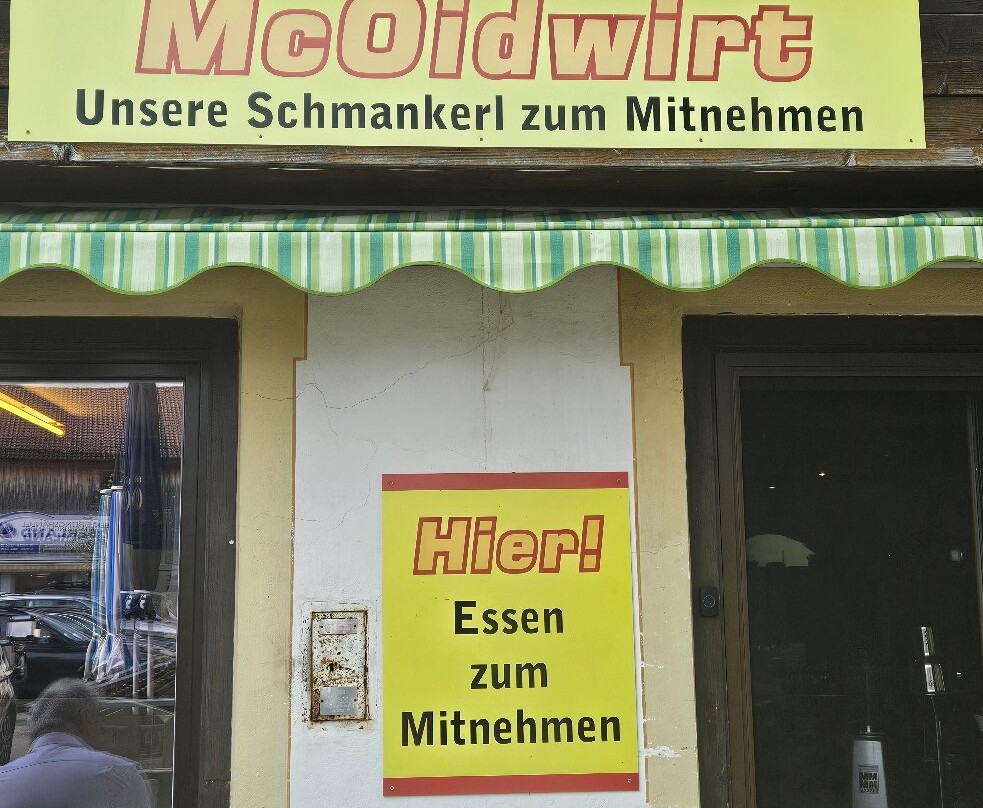 McOidwirt
Unsere Schmankerl zum Mitnehmen
Hier!
Essen
zum
Mitnehmen